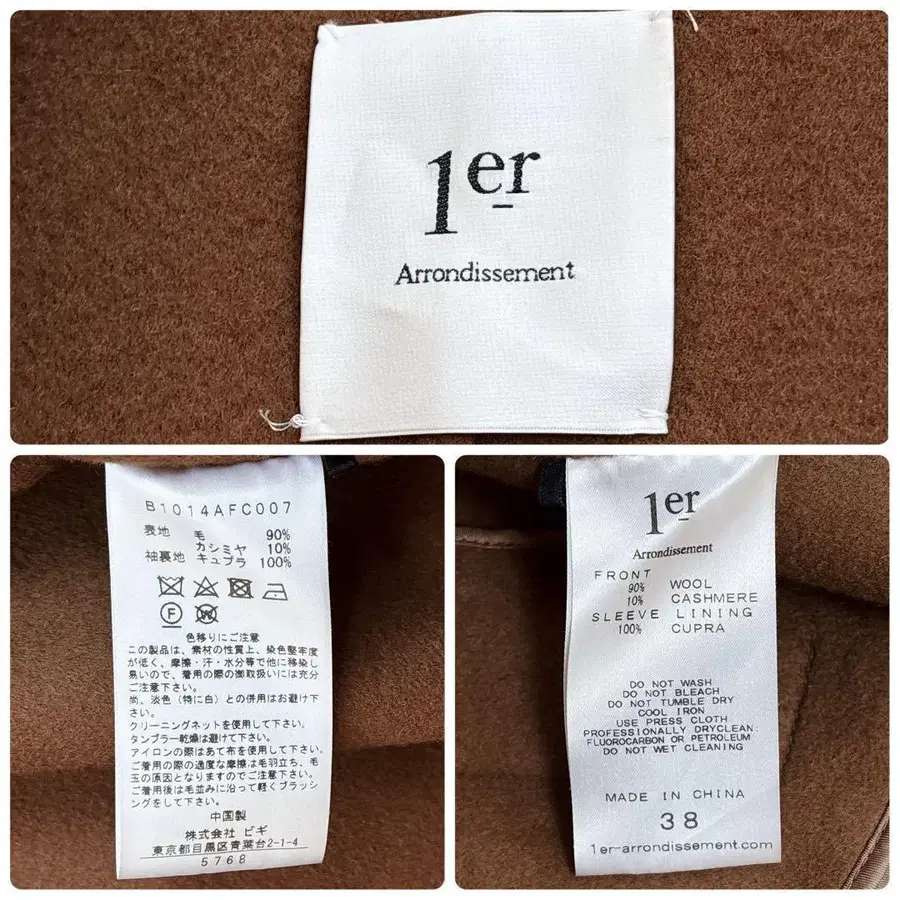 1er
Arrondissement
B1014AFC007
表地 毛 90%
カシミヤ 10%
袖裏地 キュプラ 100%
F
W
色移りにご注意
この製品は、素材の性質上、染色堅牢度
が低く、摩擦・汗・水分等で他に移染し
易いので、着用の際の御取扱いには充分
ご注意下さい。
尚、淡色（特に白）との併用はお避け下
さい。
クリーニングネットを使用して下さい。
タンブラー乾燥は避けて下さい。
アイロンの際はあて布を使用して下さい。
ご着用の際の過度な摩擦は毛羽立ち、毛
玉の原因となりますのでご注意下さい。
ご着用後は毛並みに沿って軽くブラッシ
ングをして下さい。
中国製
株式会社 ビギ
東京都目黒区青葉台2-1-4
5768
1er
Arrondissement
FRONT
90% WOOL
10% CASHMERE
SLEEVE LINING
100% CUPRA
DO NOT WASH
DO NOT BLEACH
DO NOT TUMBLE DRY
COOL IRON
USE PRESS CLOTH
PROFESSIONALLY DRYCLEAN:
FLUOROCARBON OR PETROLEUM
DO NOT WET CLEANING
MADE IN CHINA
38
1er-arrondissement.com